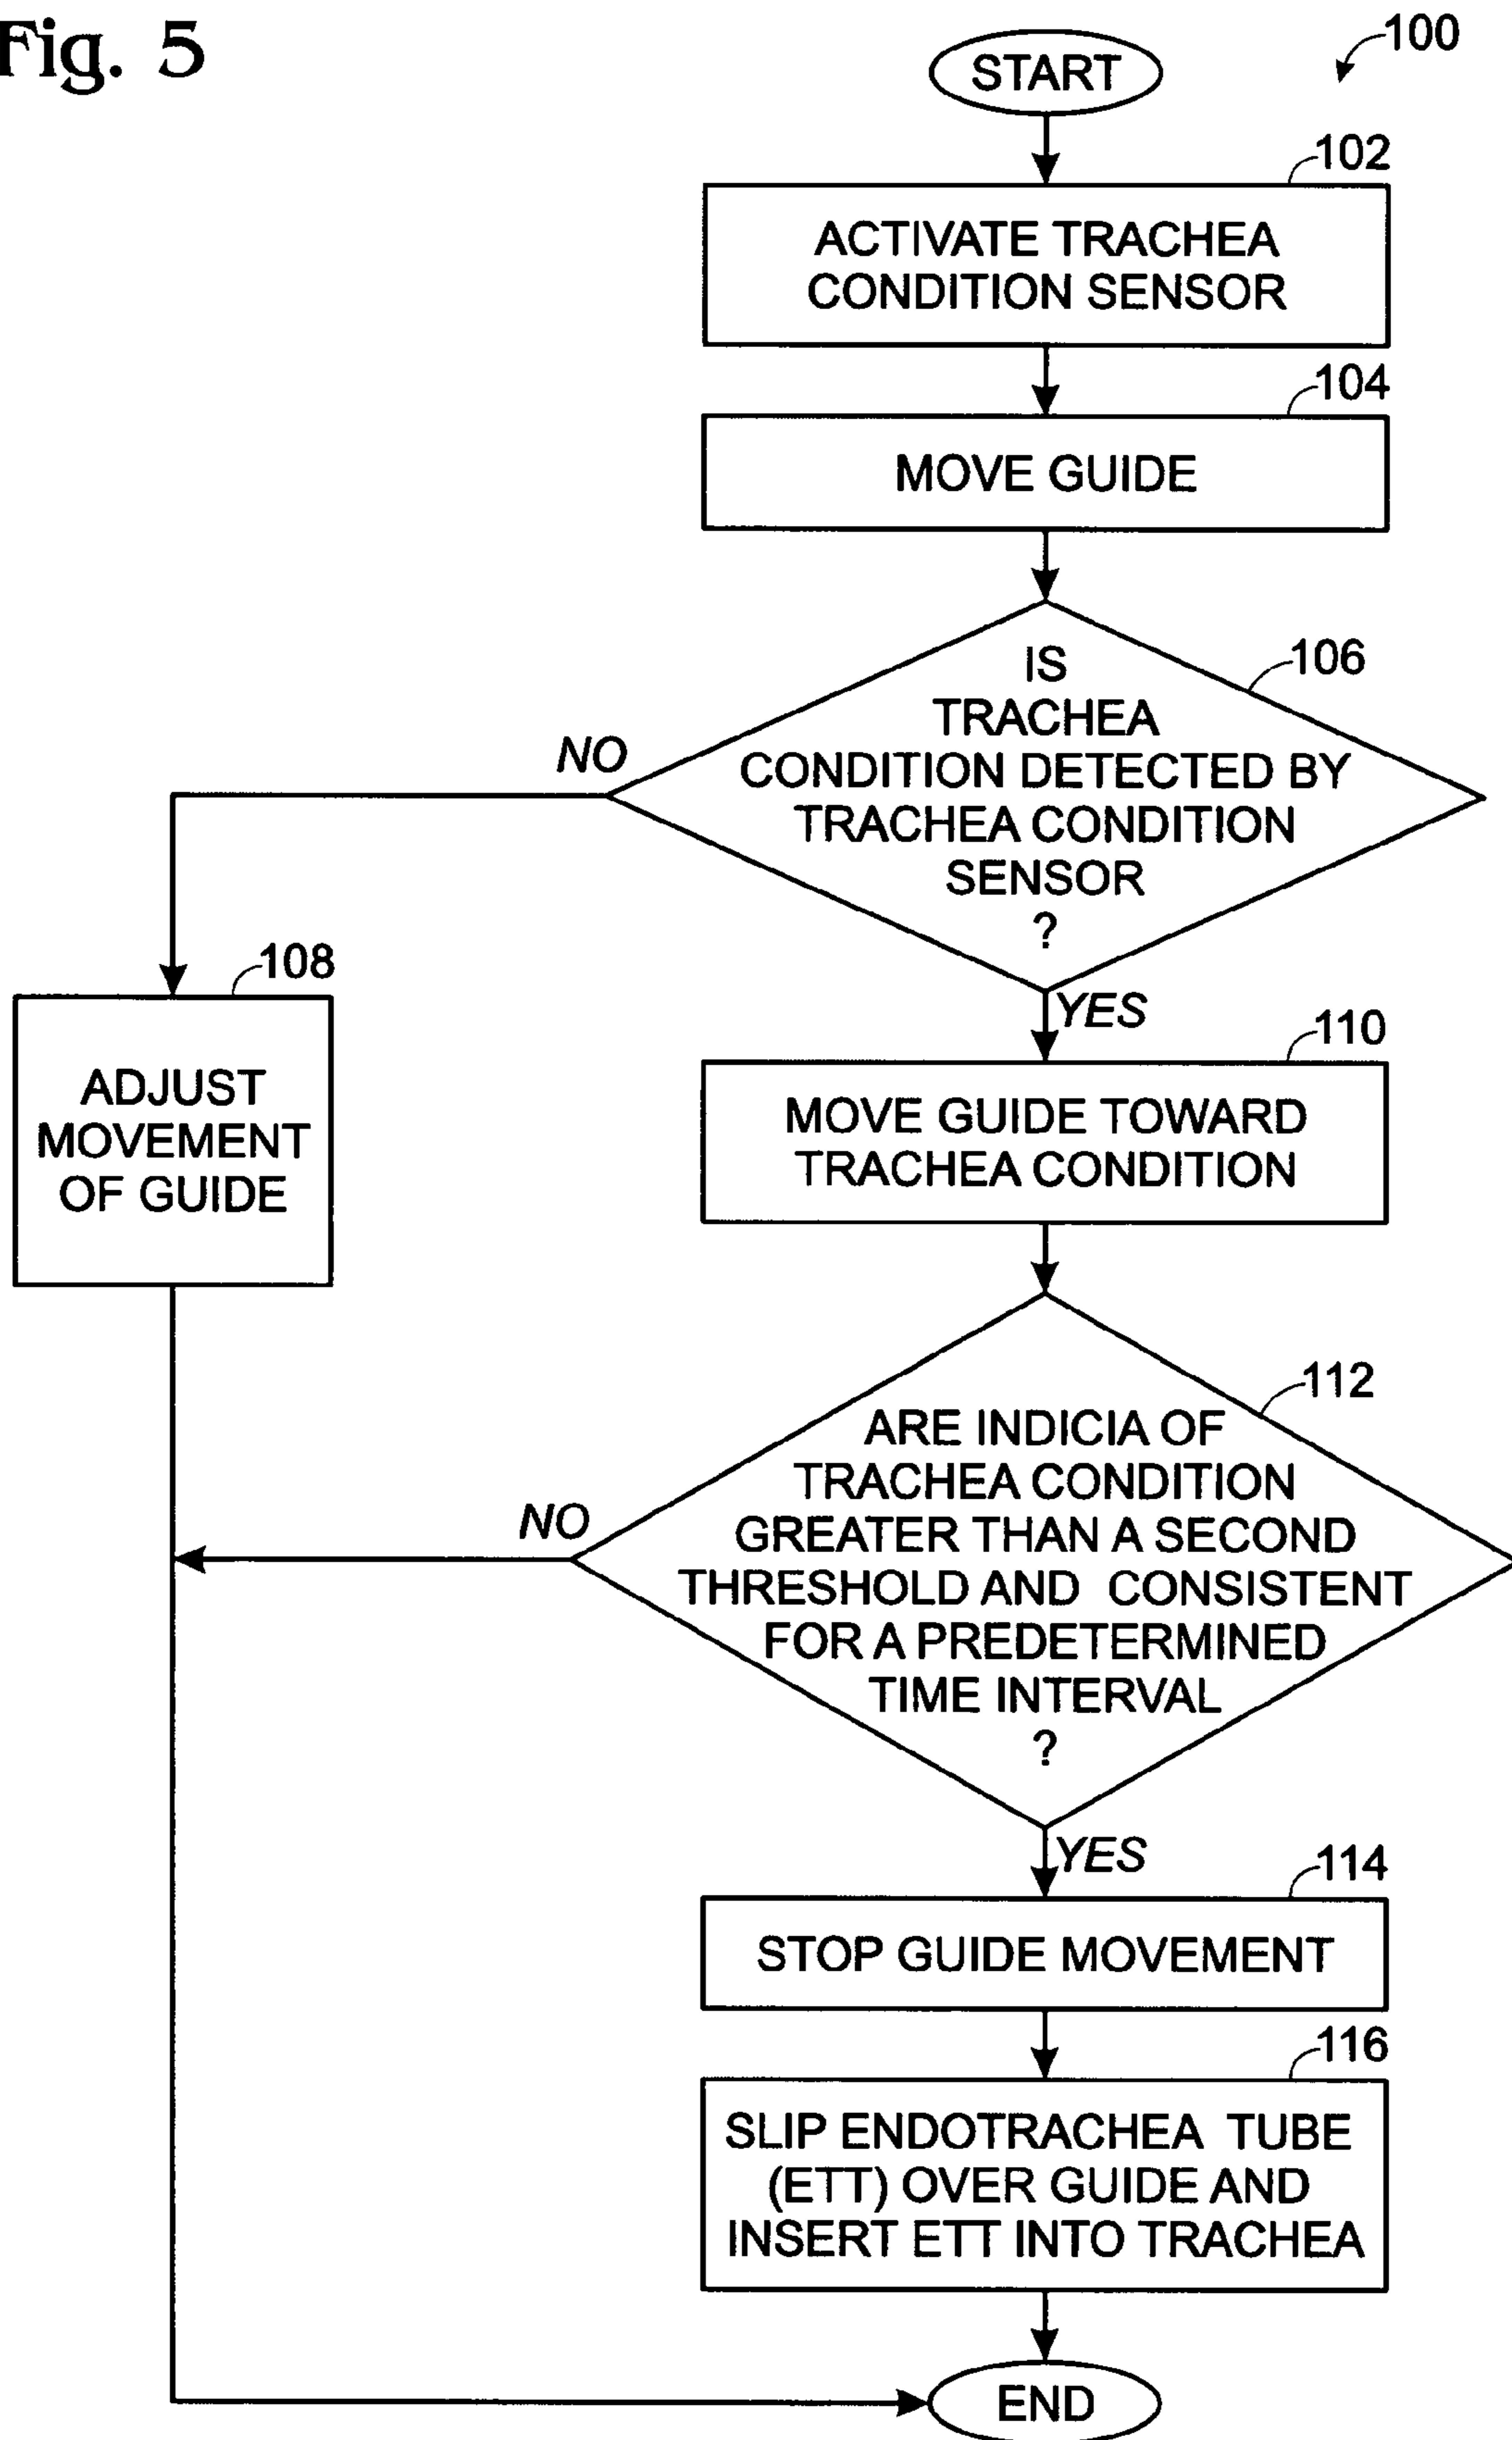 Fig. 5
100
START
102
ACTIVATE TRACHEA
CONDITION SENSOR
104
MOVE GUIDE
106
IS
TRACHEA
CONDITION DETECTED BY
TRACHEA CONDITION
SENSOR
?
NO
YES
108
ADJUST
MOVEMENT
OF GUIDE
110
MOVE GUIDE TOWARD
TRACHEA CONDITION
112
ARE INDICIA OF
TRACHEA CONDITION
GREATER THAN A SECOND
THRESHOLD AND CONSISTENT
FOR A PREDETERMINED
TIME INTERVAL
?
NO
YES
114
STOP GUIDE MOVEMENT
116
SLIP ENDOTRACHEA TUBE
(ETT) OVER GUIDE AND
INSERT ETT INTO TRACHEA
END